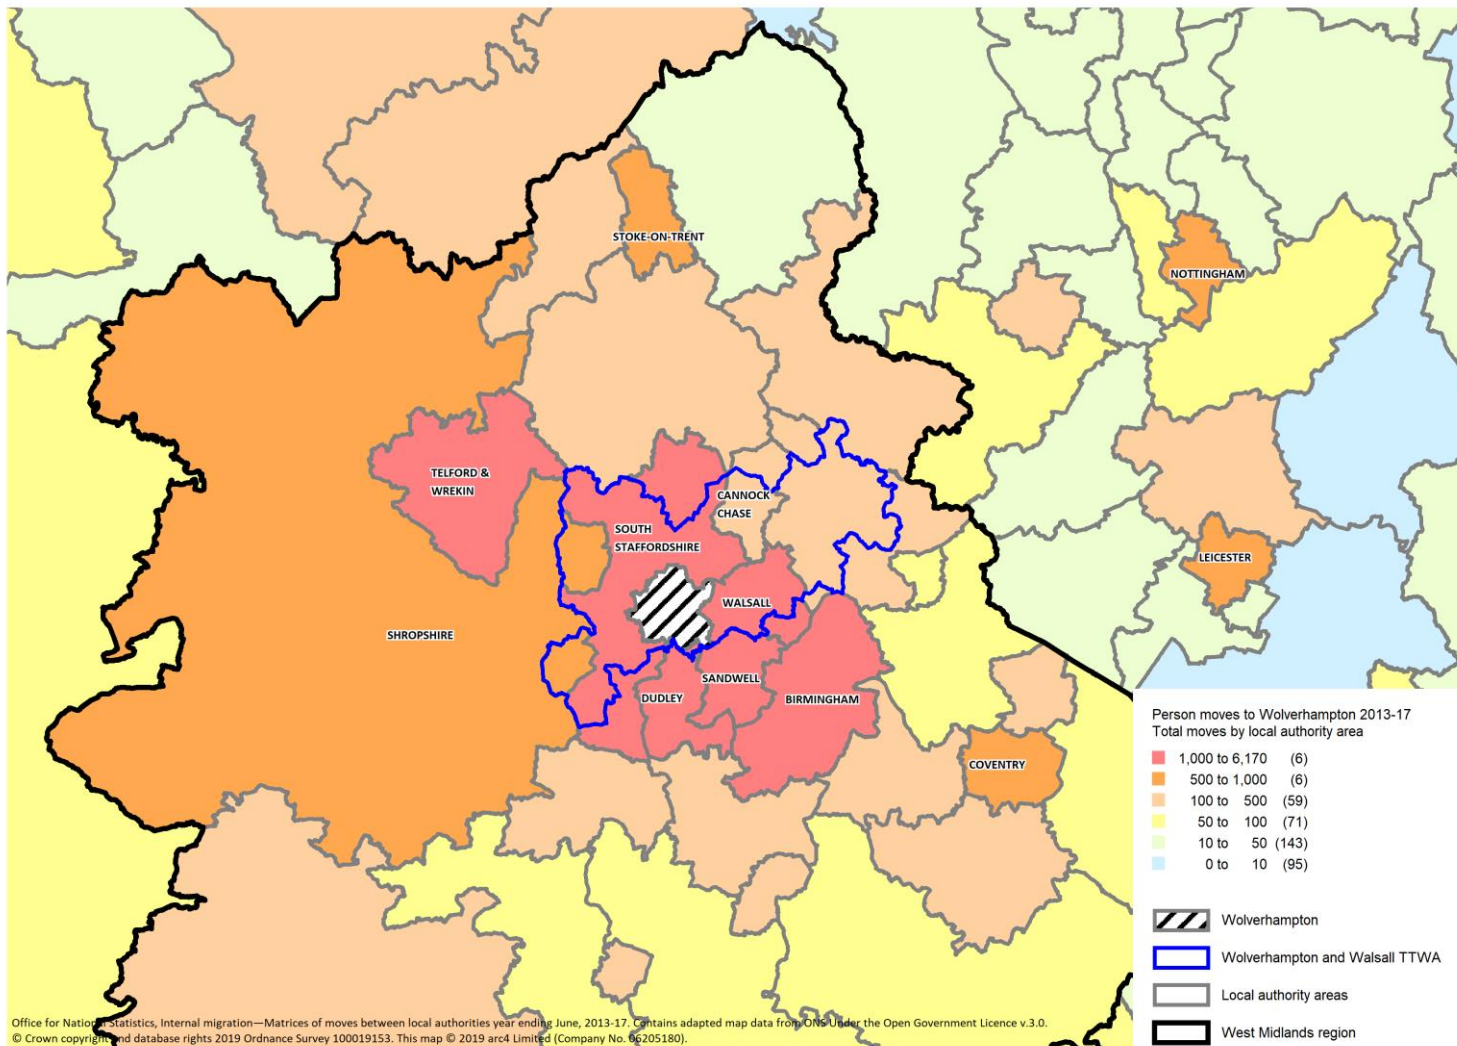 STOKE-ON-TRENT
NOTTINGHAM
TELFORD &
WREKIN
CANNOCK
CHASE
SOUTH
STAFFORDSHIRE
LEICESTER
WALSALL
SHROPSHIRE
SANDWELL
DUDLEY
BIRMINGHAM
COVENTRY
Person moves to Wolverhampton 2013-17
Total moves by local authority area
1,000 to 6,170 (6)
500 to 1,000 (6)
100 to 500 (59)
50 to 100 (71)
10 to 50 (143)
0 to 10 (95)
Wolverhampton
Wolverhampton and Walsall TTWA
Local authority areas
West Midlands region
Office for National Statistics, Internal migration—Matrices of moves between local authorities year ending June, 2013-17. Contains adapted map data from ONS Under the Open Government Licence v.3.0.
© Crown copyright and database rights 2019 Ordnance Survey 100019153. This map © 2019 arc4 Limited (Company No. 06205180).